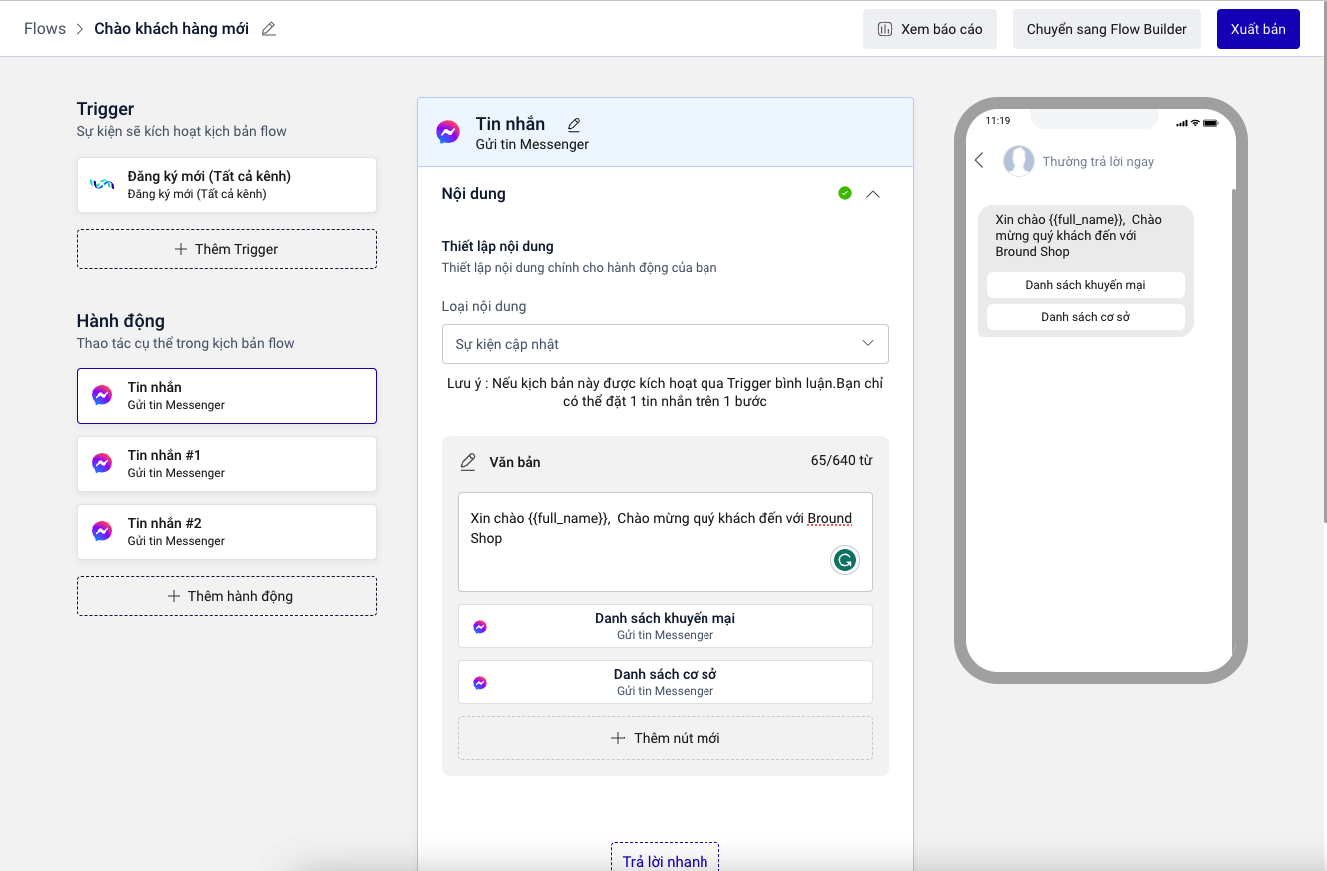 Flows > Chào khách hàng mới
Xem báo cáo
Chuyển sang Flow Builder
Xuất bản
Trigger
Sự kiện sẽ kích hoạt kịch bản flow
Đăng ký mới (Tất cả kênh)
Đăng ký mới (Tất cả kênh)
+ Thêm Trigger
Hành động
Thao tác cụ thể trong kịch bản flow
Tin nhắn
Gửi tin Messenger
Tin nhắn #1
Gửi tin Messenger
Tin nhắn #2
Gửi tin Messenger
+ Thêm hành động
Tin nhắn
Gửi tin Messenger
Nội dung
Thiết lập nội dung
Thiết lập nội dung chính cho hành động của bạn
Loại nội dung
Sự kiện cập nhật
Lưu ý : Nếu kịch bản này được kích hoạt qua Trigger bình luận.Bạn chỉ
có thể đặt 1 tin nhắn trên 1 bước
Văn bản
65/640 từ
Xin chào {{full_name}},  Chào mừng quý khách đến với Bround
Shop
Danh sách khuyến mại
Gửi tin Messenger
Danh sách cơ sở
Gửi tin Messenger
+ Thêm nút mới
Trả lời nhanh
11:19
Thường trả lời ngay
Xin chào {{full_name}},  Chào
mừng quý khách đến với
Bround Shop
Danh sách khuyến mại
Danh sách cơ sở